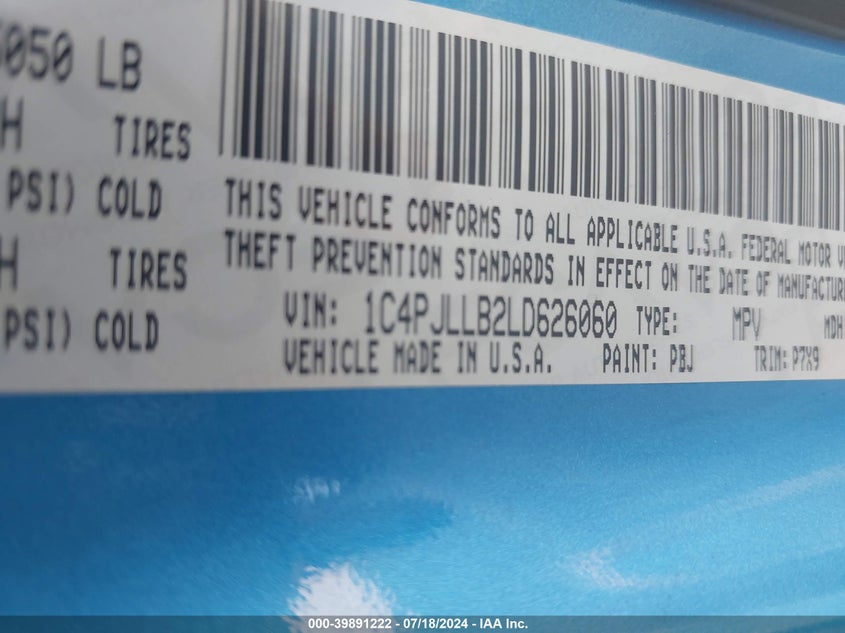 5050 LB
H TIRES
PSI) COLD
H TIRES
PSI) COLD
THIS VEHICLE CONFORMS TO ALL APPLICABLE U.S.A. FEDERAL MOTOR
THEFT PREVENTION STANDARDS IN EFFECT ON THE DATE OF MANUFACTUR
VIN: 1C4PJLLB2LD626060 TYPE: MPV MDH
VEHICLE MADE IN U.S.A. PAINT: PBJ TRIM: P7X9
000-39891222 - 07/18/2024 - IAA Inc.